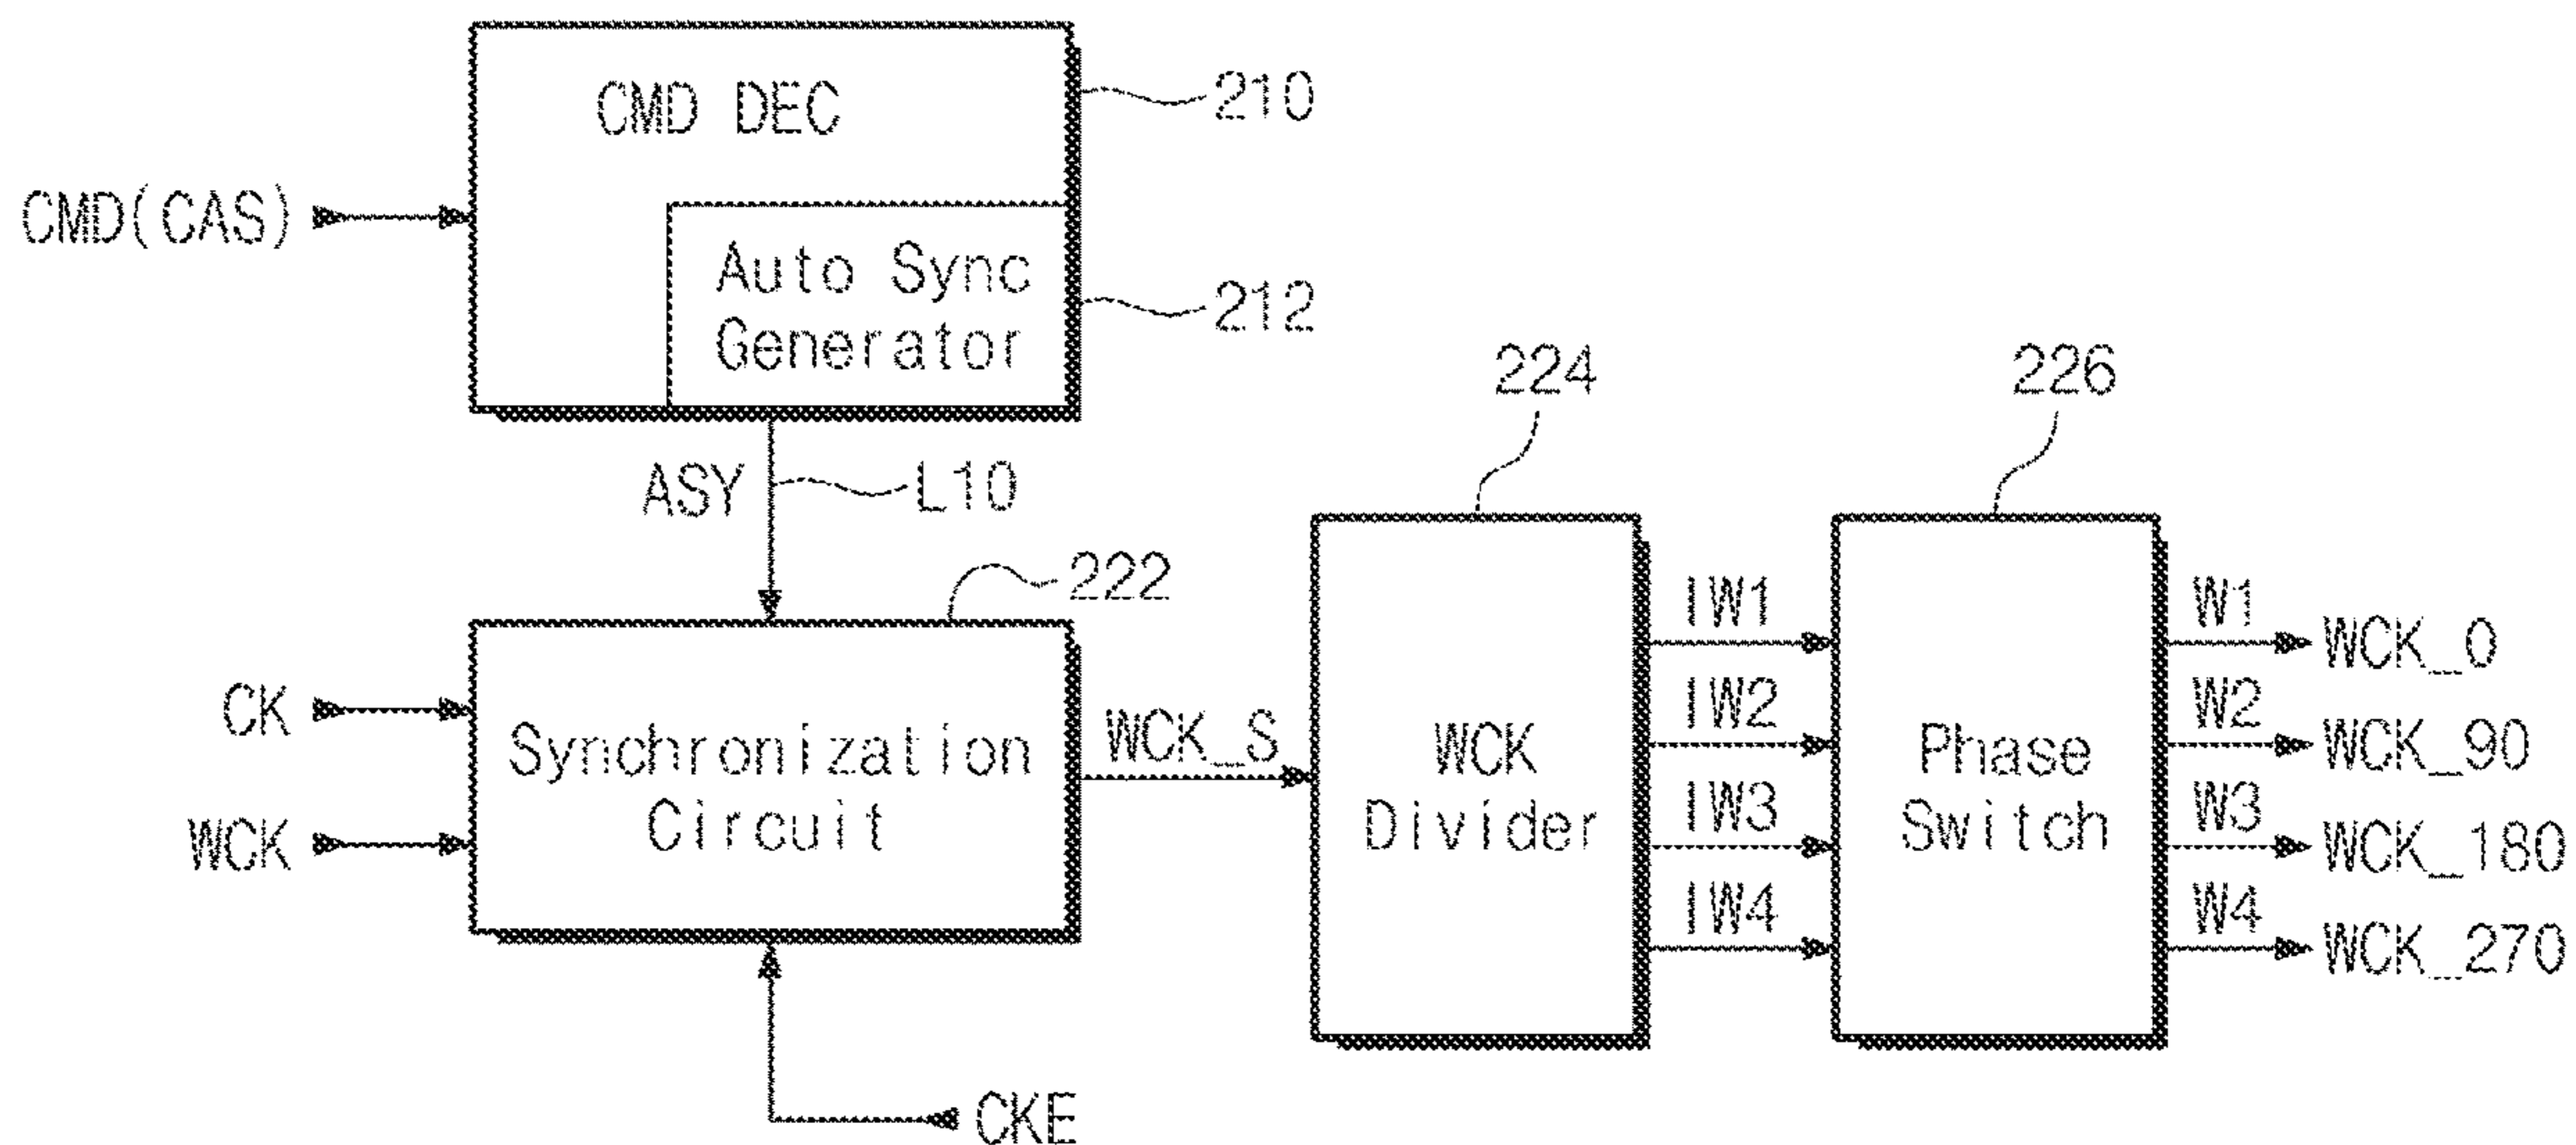 CMD DEC
210
CMD(CAS)
Auto Sync
Generator
212
224
226
ASY
L10
222
CK
WCK
Synchronization
Circuit
WCK_S
WCK
Divider
IW1
IW2
IW3
IW4
Phase
Switch
W1
WCK_0
W2
WCK_90
W3
WCK_180
W4
WCK_270
CKE